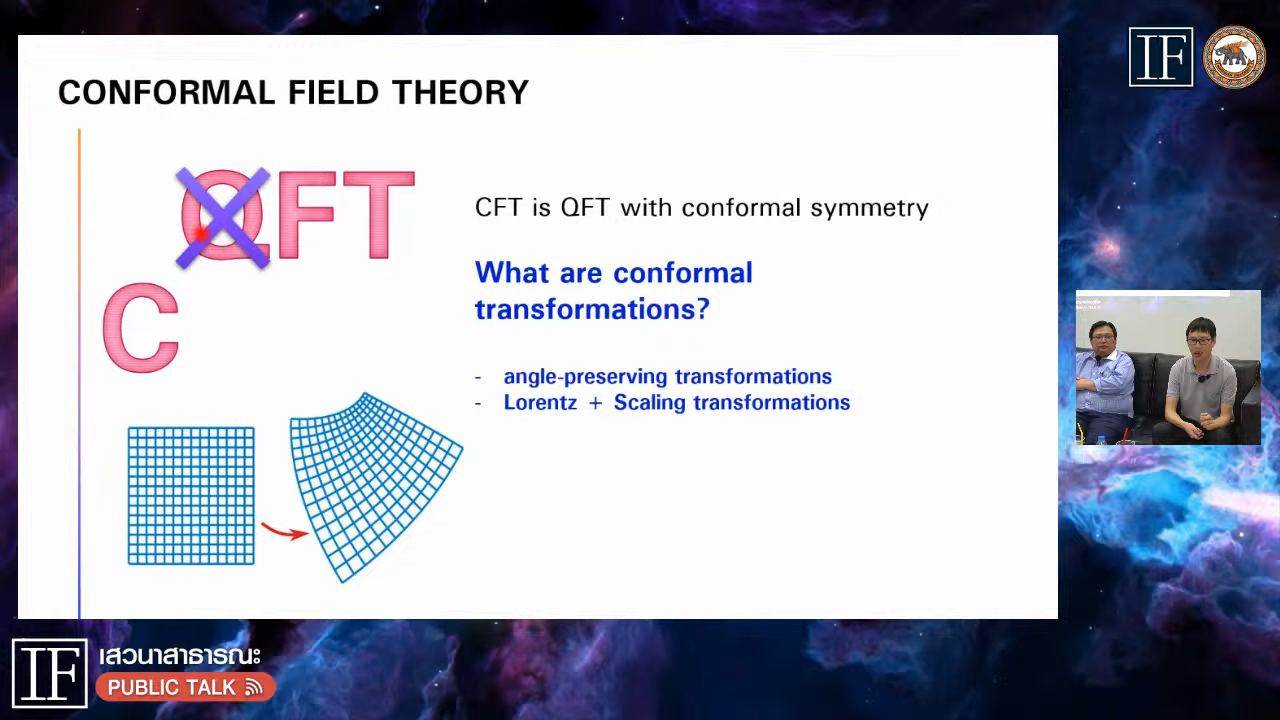 IF
CONFORMAL FIELD THEORY
QFT
C
CFT is QFT with conformal symmetry
What are conformal
transformations?
- angle-preserving transformations
- Lorentz + Scaling transformations
IF
เสวนาสาธารณะ
PUBLIC TALK